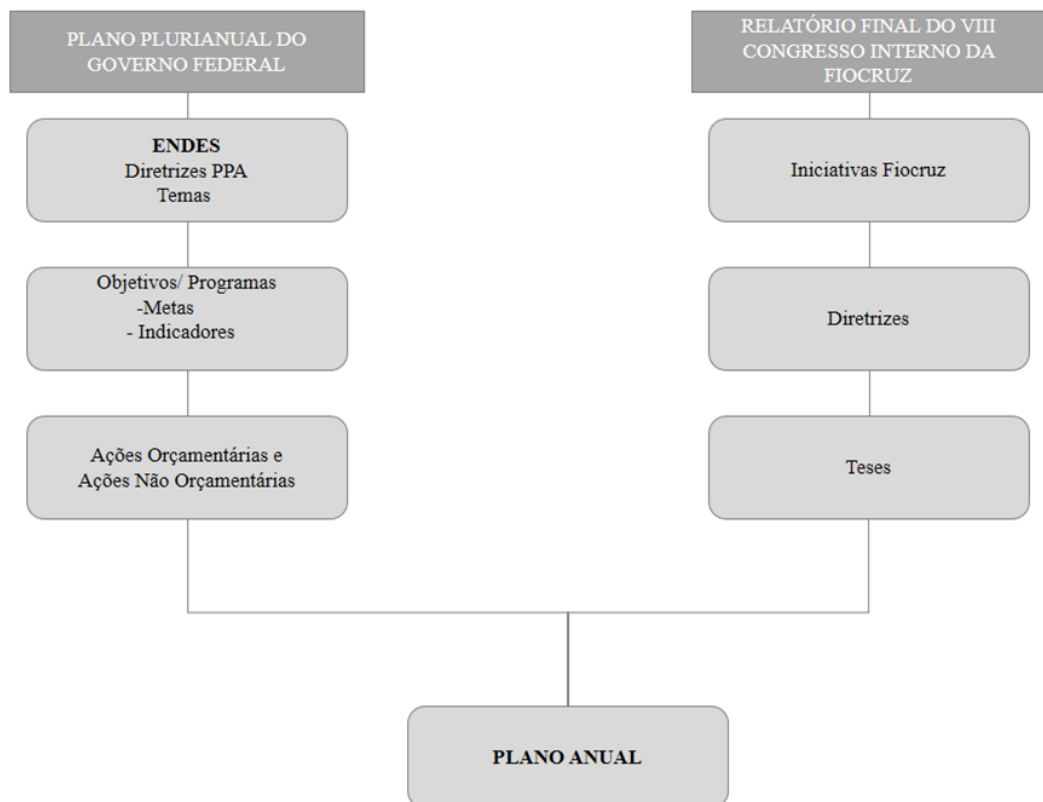 PLANO PLURIANUAL DO
GOVERNO FEDERAL
ENDES
Diretrizes PPA
Temas
Objetivos/ Programas
-Metas
- Indicadores
Ações Orçamentárias e
Ações Não Orçamentárias
RELATÓRIO FINAL DO VIII
CONGRESSO INTERNO DA
FIOCRUZ
Iniciativas Fiocruz
Diretrizes
Teses
PLANO ANUAL